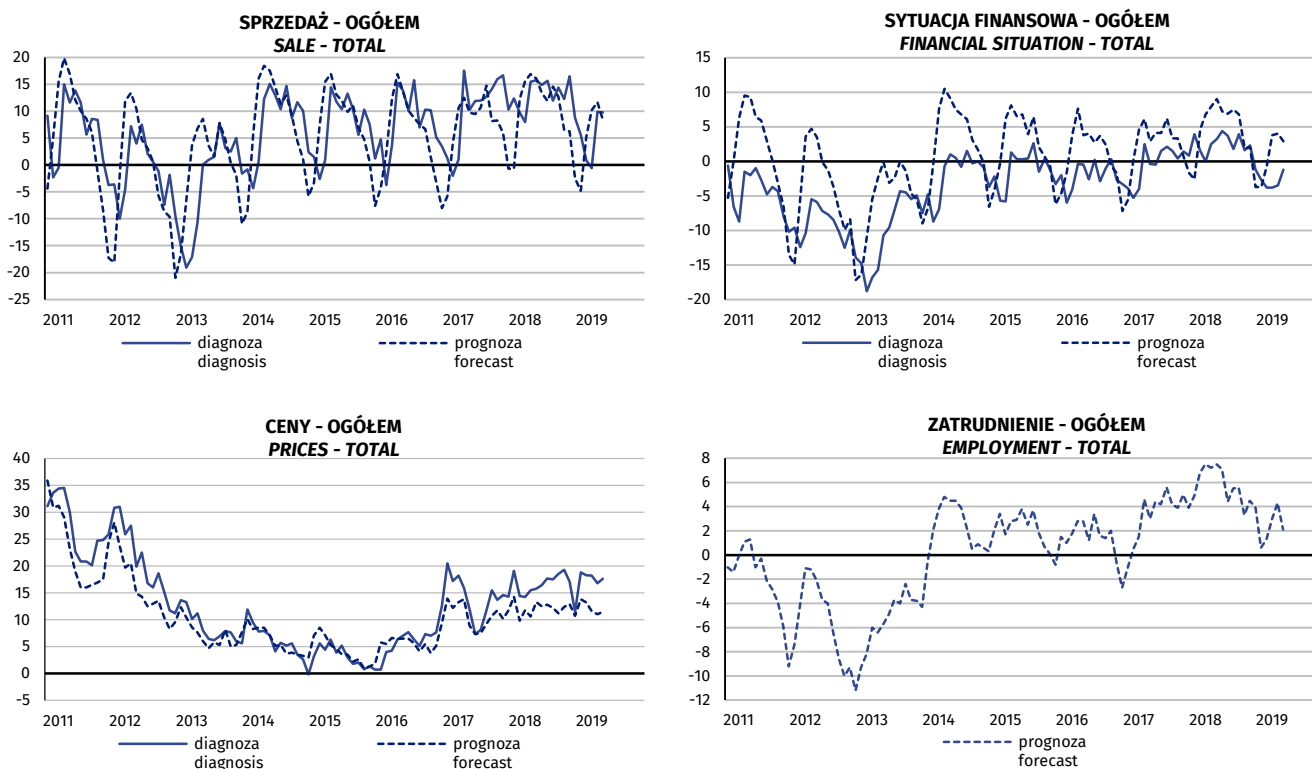 SPRZEDAŻ - OGÓŁEM
SALE - TOTAL
20
15
10
5
0
-5
-10
-15
-20
-25
2011 2012 2013 2014 2015 2016 2017 2018 2019
diagnoza prognoza
diagnosis forecast
SYTUACJA FINANSOWA - OGÓŁEM
FINANCIAL SITUATION - TOTAL
15
10
5
0
-5
-10
-15
-20
2011 2012 2013 2014 2015 2016 2017 2018 2019
diagnoza prognoza
diagnosis forecast
CENY - OGÓŁEM
PRICES - TOTAL
40
35
30
25
20
15
10
5
0
-5
2011 2012 2013 2014 2015 2016 2017 2018 2019
diagnoza prognoza
diagnosis forecast
ZATRUDNIENIE - OGÓŁEM
EMPLOYMENT - TOTAL
8
6
4
2
0
-2
-4
-6
-8
-10
-12
2011 2012 2013 2014 2015 2016 2017 2018 2019
prognoza
forecast